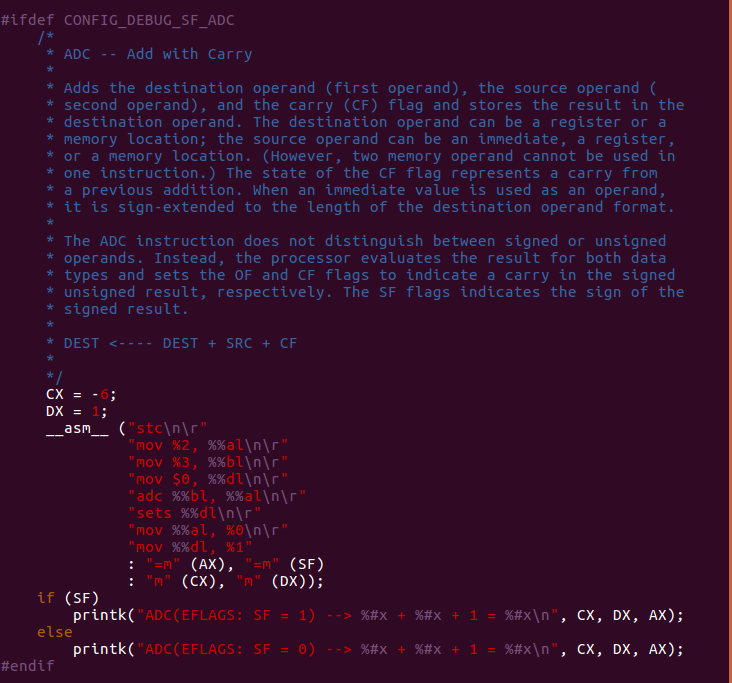 #ifdef CONFIG_DEBUG_SF_ADC
    /*
     * ADC -- Add with Carry
     *
     * Adds the destination operand (first operand), the source operand (
     * second operand), and the carry (CF) flag and stores the result in the
     * destination operand. The destination operand can be a register or a
     * memory location; the source operand can be an immediate, a register,
     * or a memory location. (However, two memory operand cannot be used in
     * one instruction.) The state of the CF flag represents a carry from
     * a previous addition. When an immediate value is used as an operand,
     * it is sign-extended to the length of the destination operand format.
     *
     * The ADC instruction does not distinguish between signed or unsigned
     * operands. Instead, the processor evaluates the result for both data
     * types and sets the OF and CF flags to indicate a carry in the signed
     * unsigned result, respectively. The SF flags indicates the sign of the
     * signed result.
     *
     * DEST <---- DEST + SRC + CF
     *
     */
     CX = -6;
     DX = 1;
     __asm__ ("stc\n\r"
              "mov %2, %%al\n\r"
              "mov %3, %%bl\n\r"
              "mov $0, %%dl\n\r"
              "adc %%bl, %%al\n\r"
              "sets %%dl\n\r"
              "mov %%al, %0\n\r"
              "mov %%dl, %1"
              : "=m" (AX), "=m" (SF)
              : "m" (CX), "m" (DX));
    if (SF)
        printk("ADC(EFLAGS: SF = 1) --> %#x + %#x + 1 = %#x\n", CX, DX, AX);
    else
        printk("ADC(EFLAGS: SF = 0) --> %#x + %#x + 1 = %#x\n", CX, DX, AX);
#endif